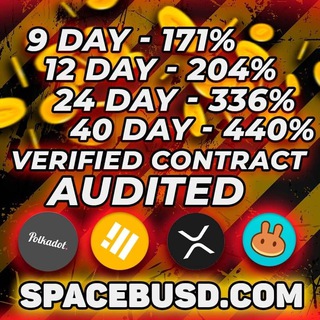 9 DAY - 171%
12 DAY - 204%
24 DAY - 336%
40 DAY - 440%
VERIFIED CONTRACT
AUDITED
Polkadot.
SPACEBUSD.COM